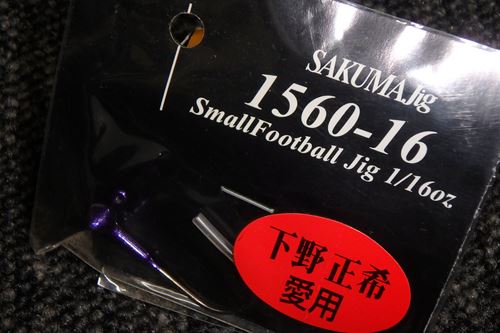 SAKUMA Jig
1560-16
SmallFootball Jig 1/16oz
下野正希
愛用